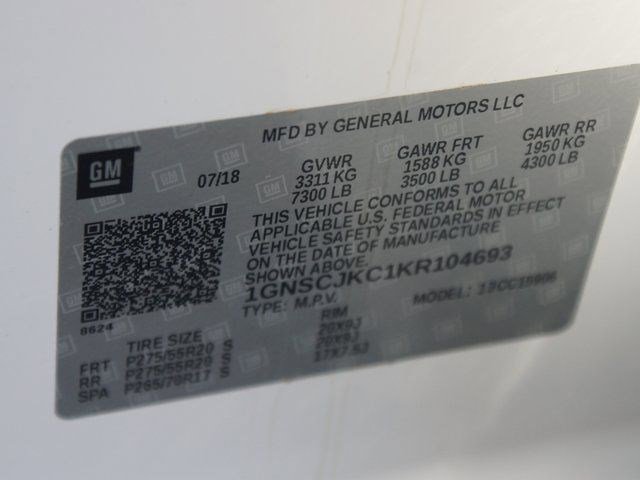 MFD BY GENERAL MOTORS LLC
GM
07/18
GVWR GAWR FRT GAWR RR
3311 KG 1588 KG 1950 KG
7300 LB 3500 LB 4300 LB
THIS VEHICLE CONFORMS TO ALL
APPLICABLE U.S. FEDERAL MOTOR
VEHICLE SAFETY STANDARDS IN EFFECT
ON THE DATE OF MANUFACTURE
SHOWN ABOVE.
1GNSCJKC1KR104693
TYPE: M.P.V. MODEL: 1SCC15906
8624
TIRE SIZE RIM
FRT P275/55R20 S 20X9J
RR P275/55R20 S 20X9J
SPA P265/70R17 S 17X7.5J